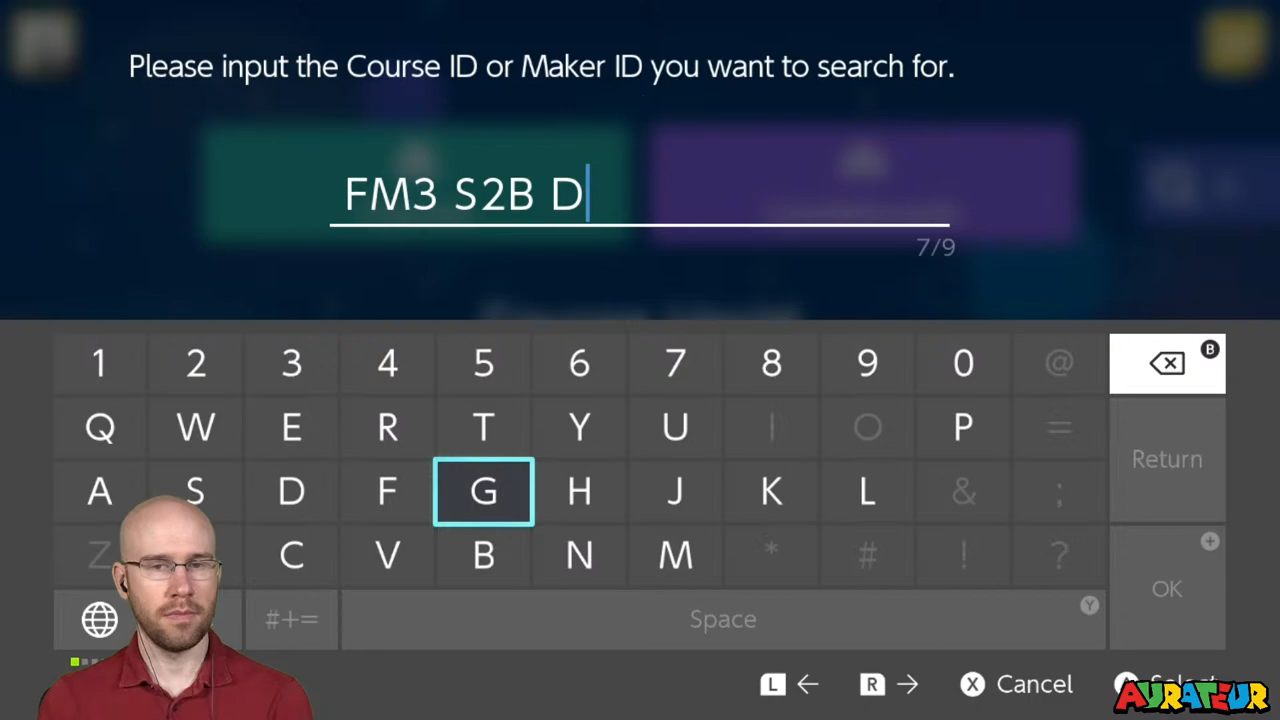 Please input the Course ID or Maker ID you want to search for.
FM3 S2B D
7/9
1 2 3 4 5 6 7 8 9 0 @ B
Q W E R T Y U I O P =
Return
A S D F G H J K L & ;
Z C V B N M * # ! ?
OK
#+= Space Y
L ← R → X Cancel Select
AURATEUR